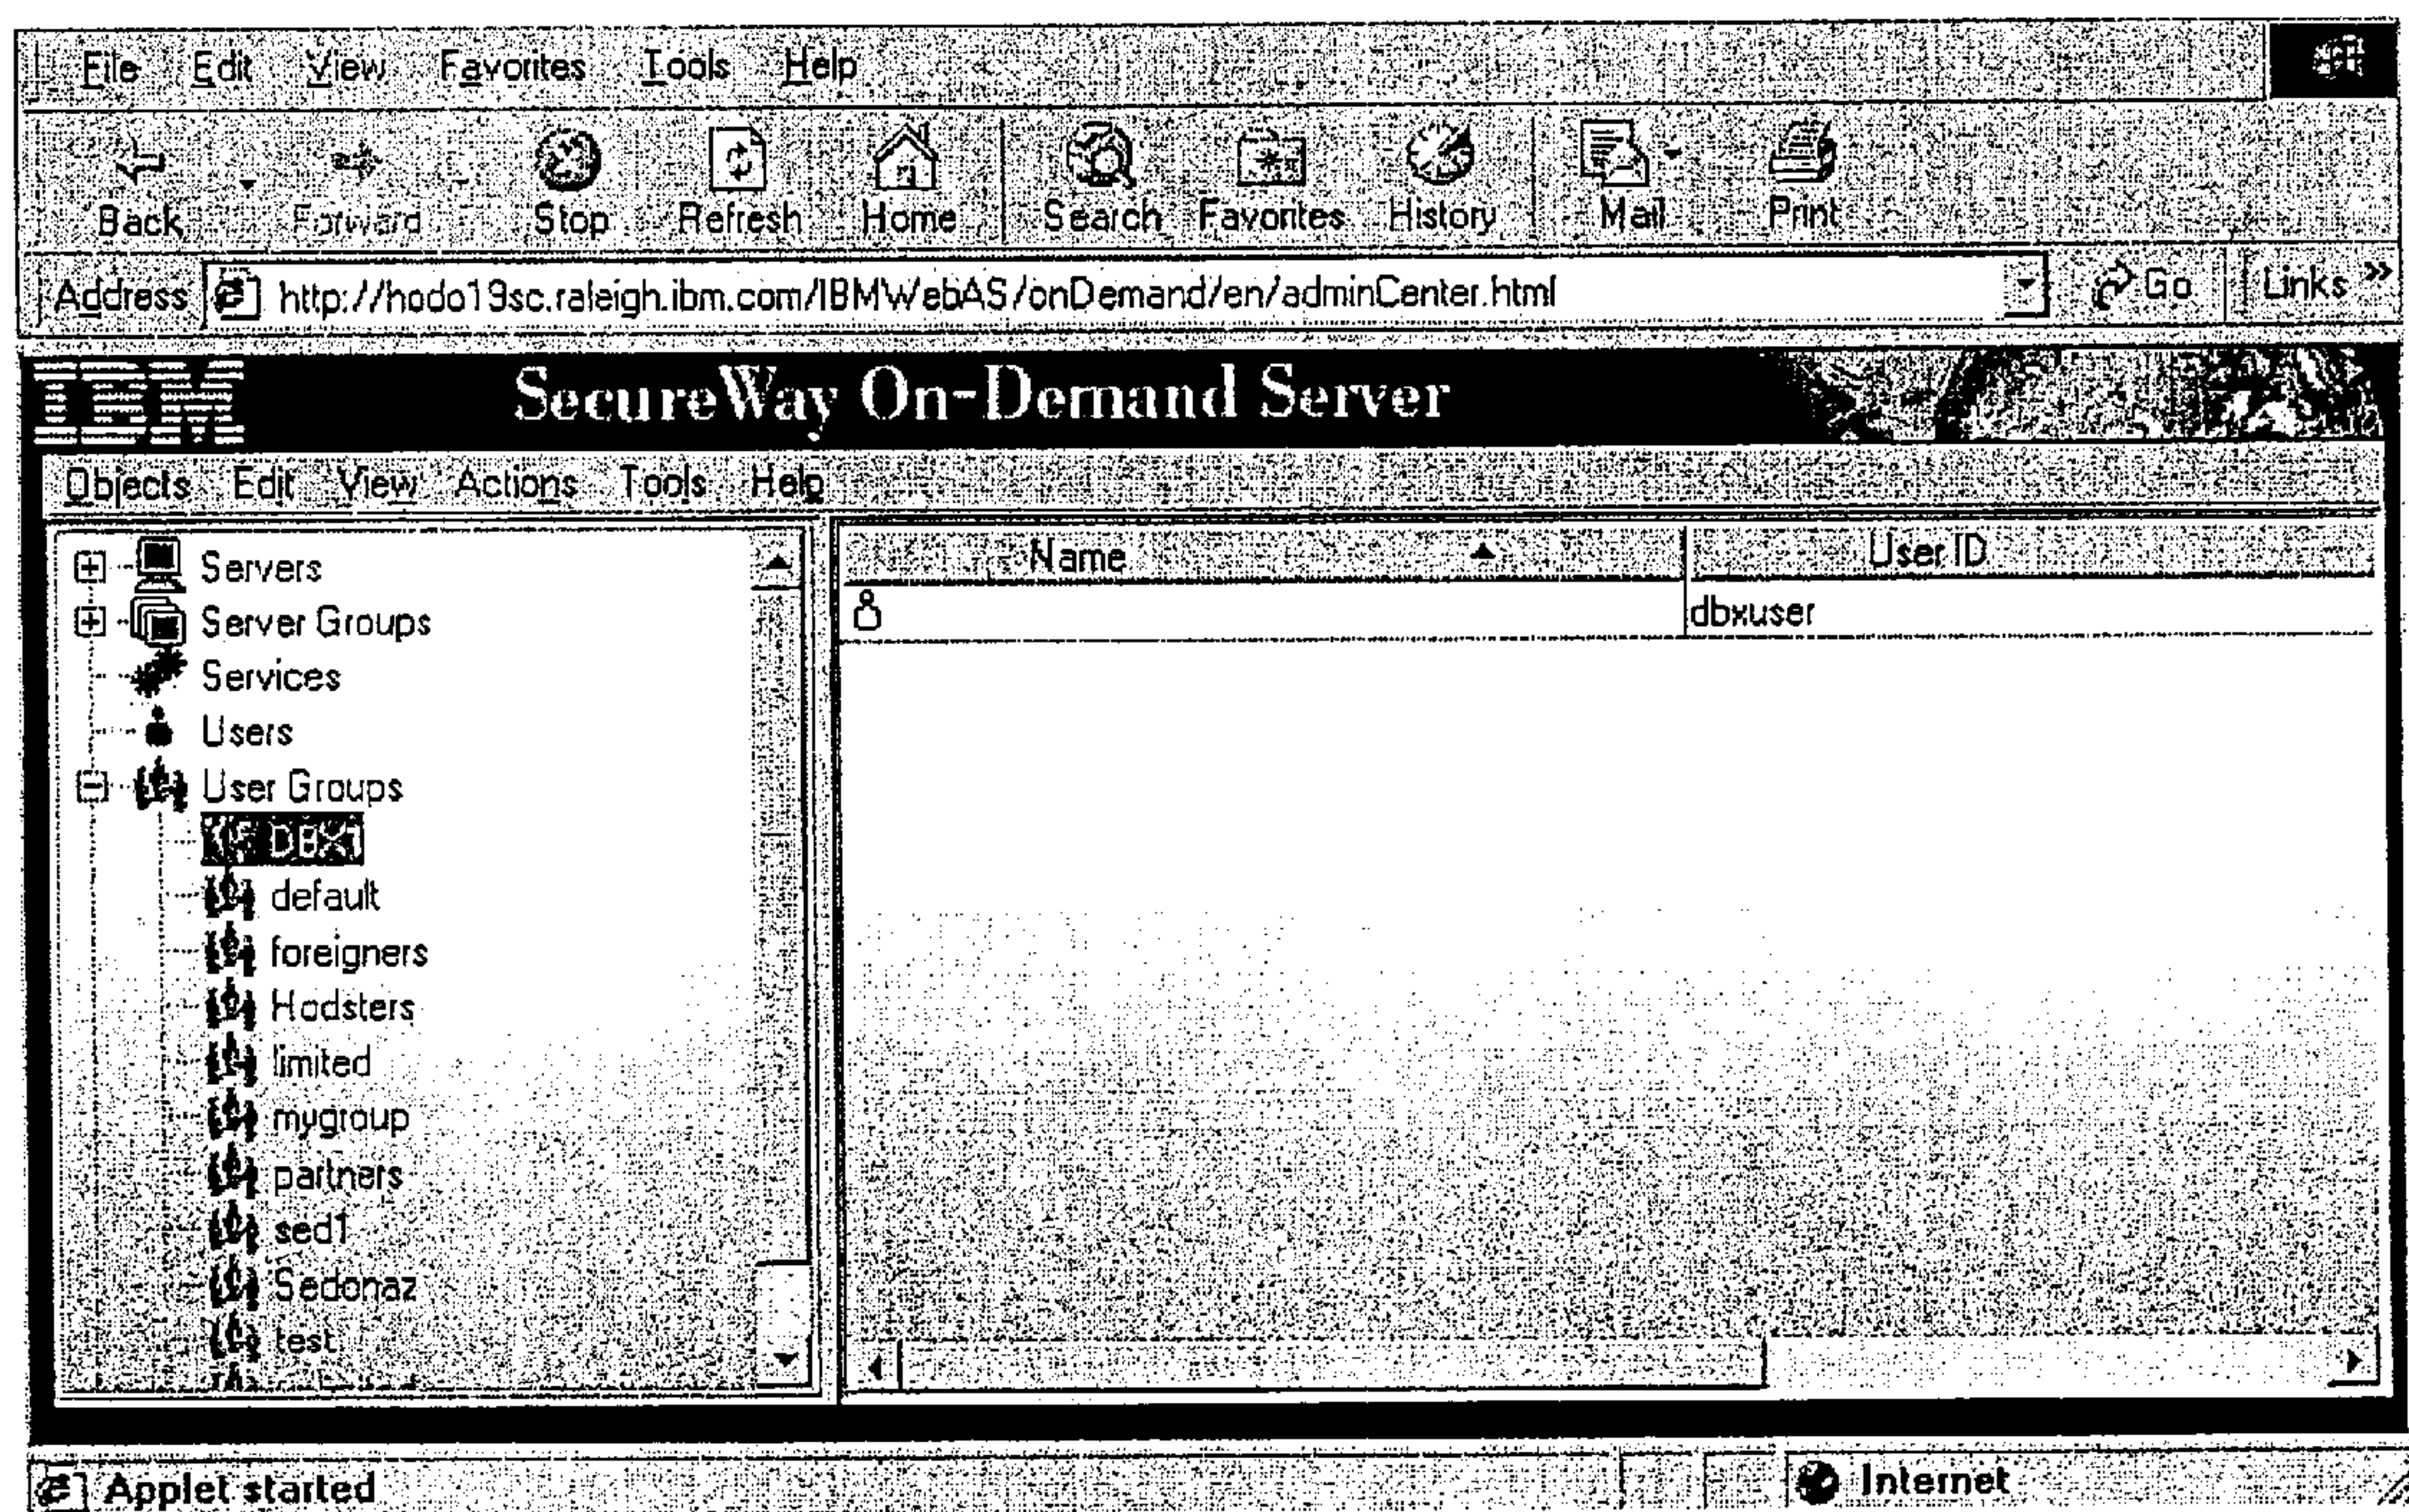 File Edit View Favorites Tools Help
Back Forward Stop Refresh Home Search Favorites History Mail Print
Address http://hodo19sc.raleigh.ibm.com/IBMWebAS/onDemand/en/adminCenter.html Go Links »
IBM SecureWay On-Demand Server
Objects Edit View Actions Tools Help
Name User ID
dbxuser
Servers
Server Groups
Services
Users
User Groups
DBX1
default
foreigners
Hodsters
limited
mygroup
partners
sed1
Sedonaz
test
Applet started Internet